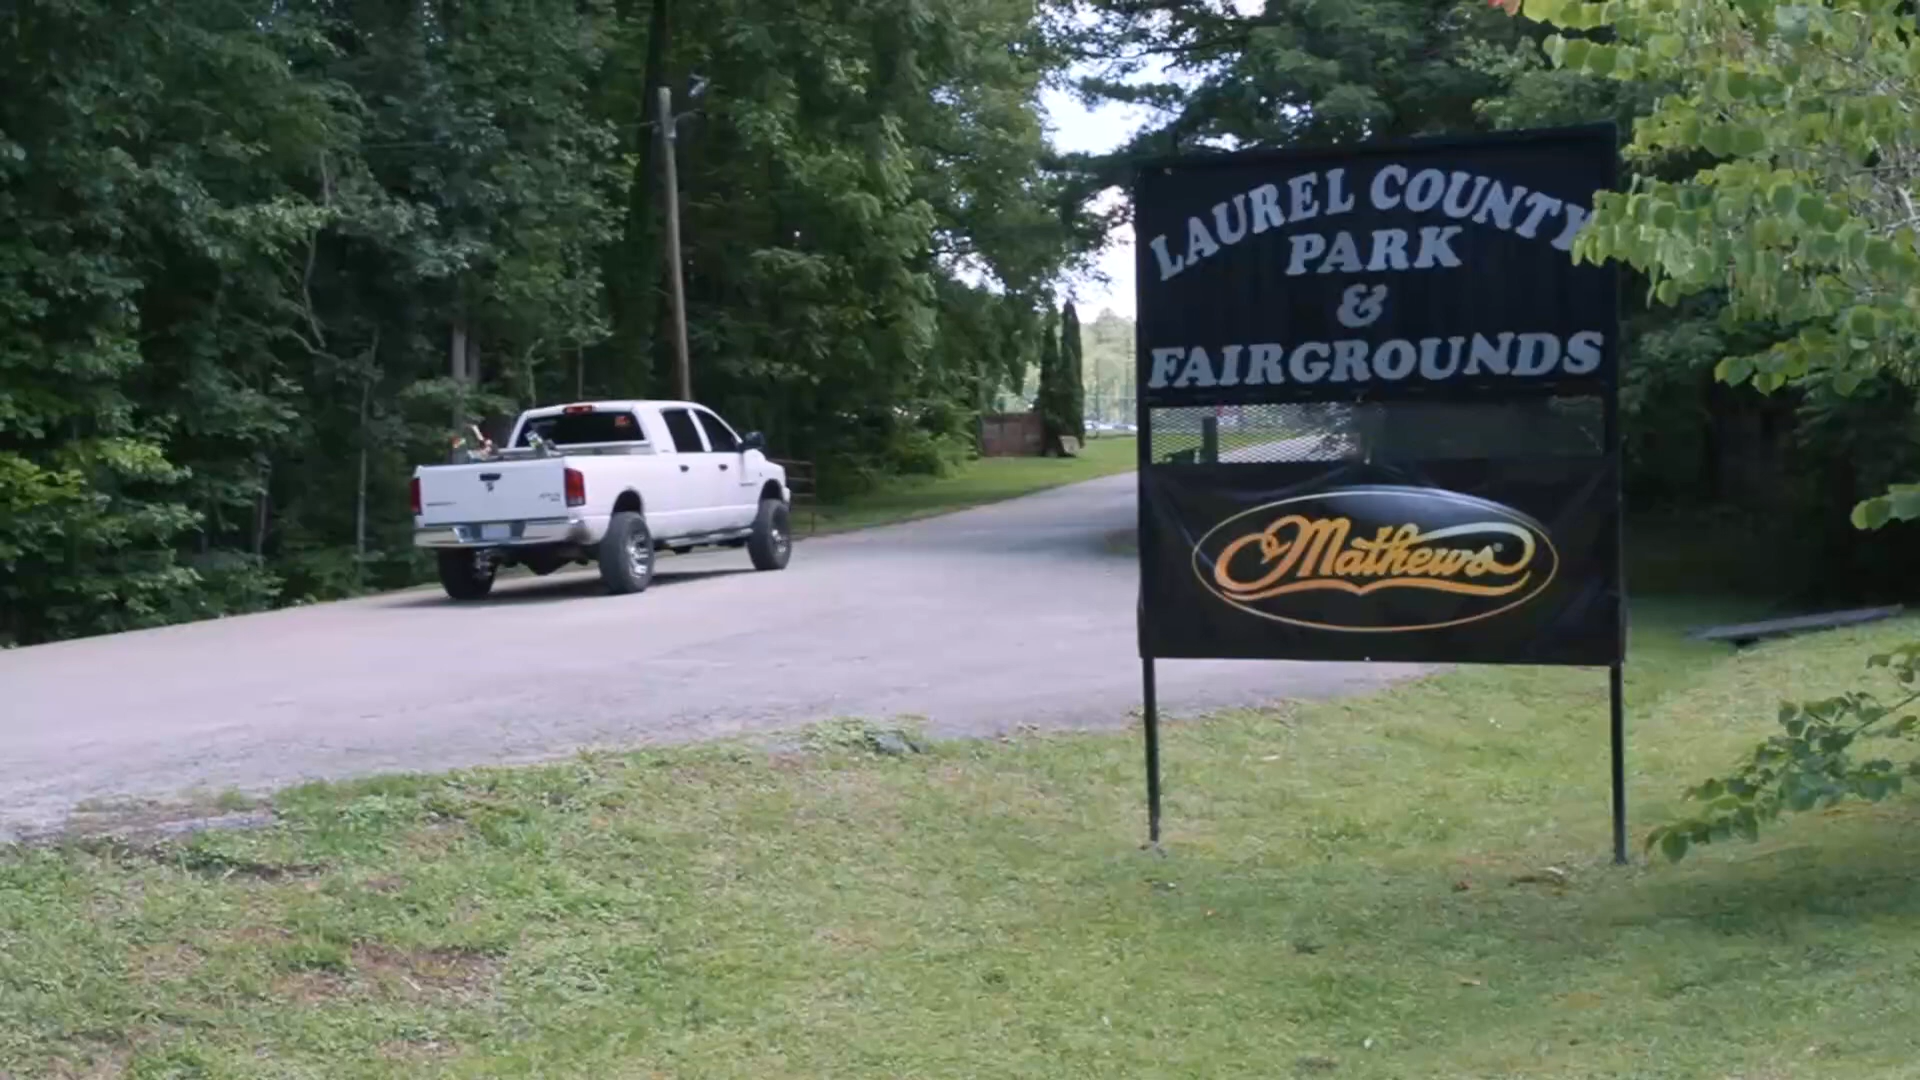 LAUREL COUNTY
PARK
&
FAIRGROUNDS
Mathews